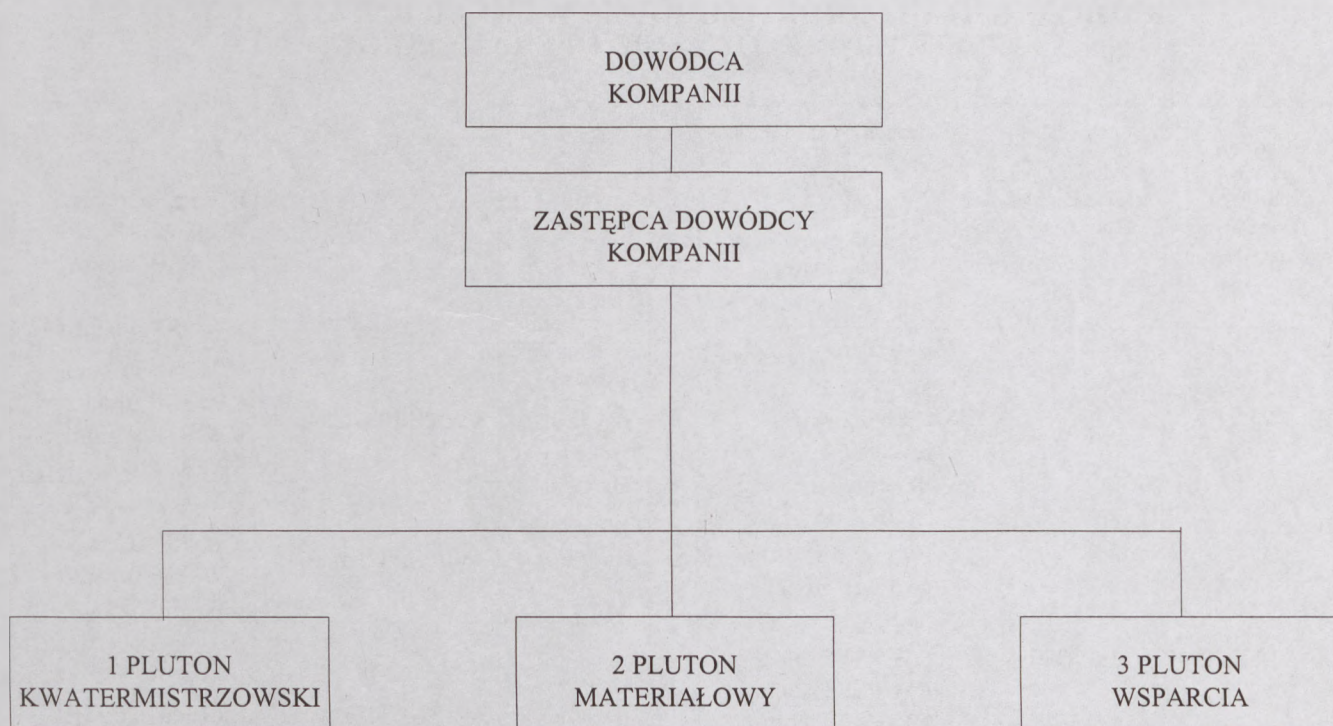 DOWÓDCA
KOMPANII
ZASTĘPCA DOWÓDCY
KOMPANII
1 PLUTON
KWATERMISTRZOWSKI
2 PLUTON
MATERIAŁOWY
3 PLUTON
WSPARCIA